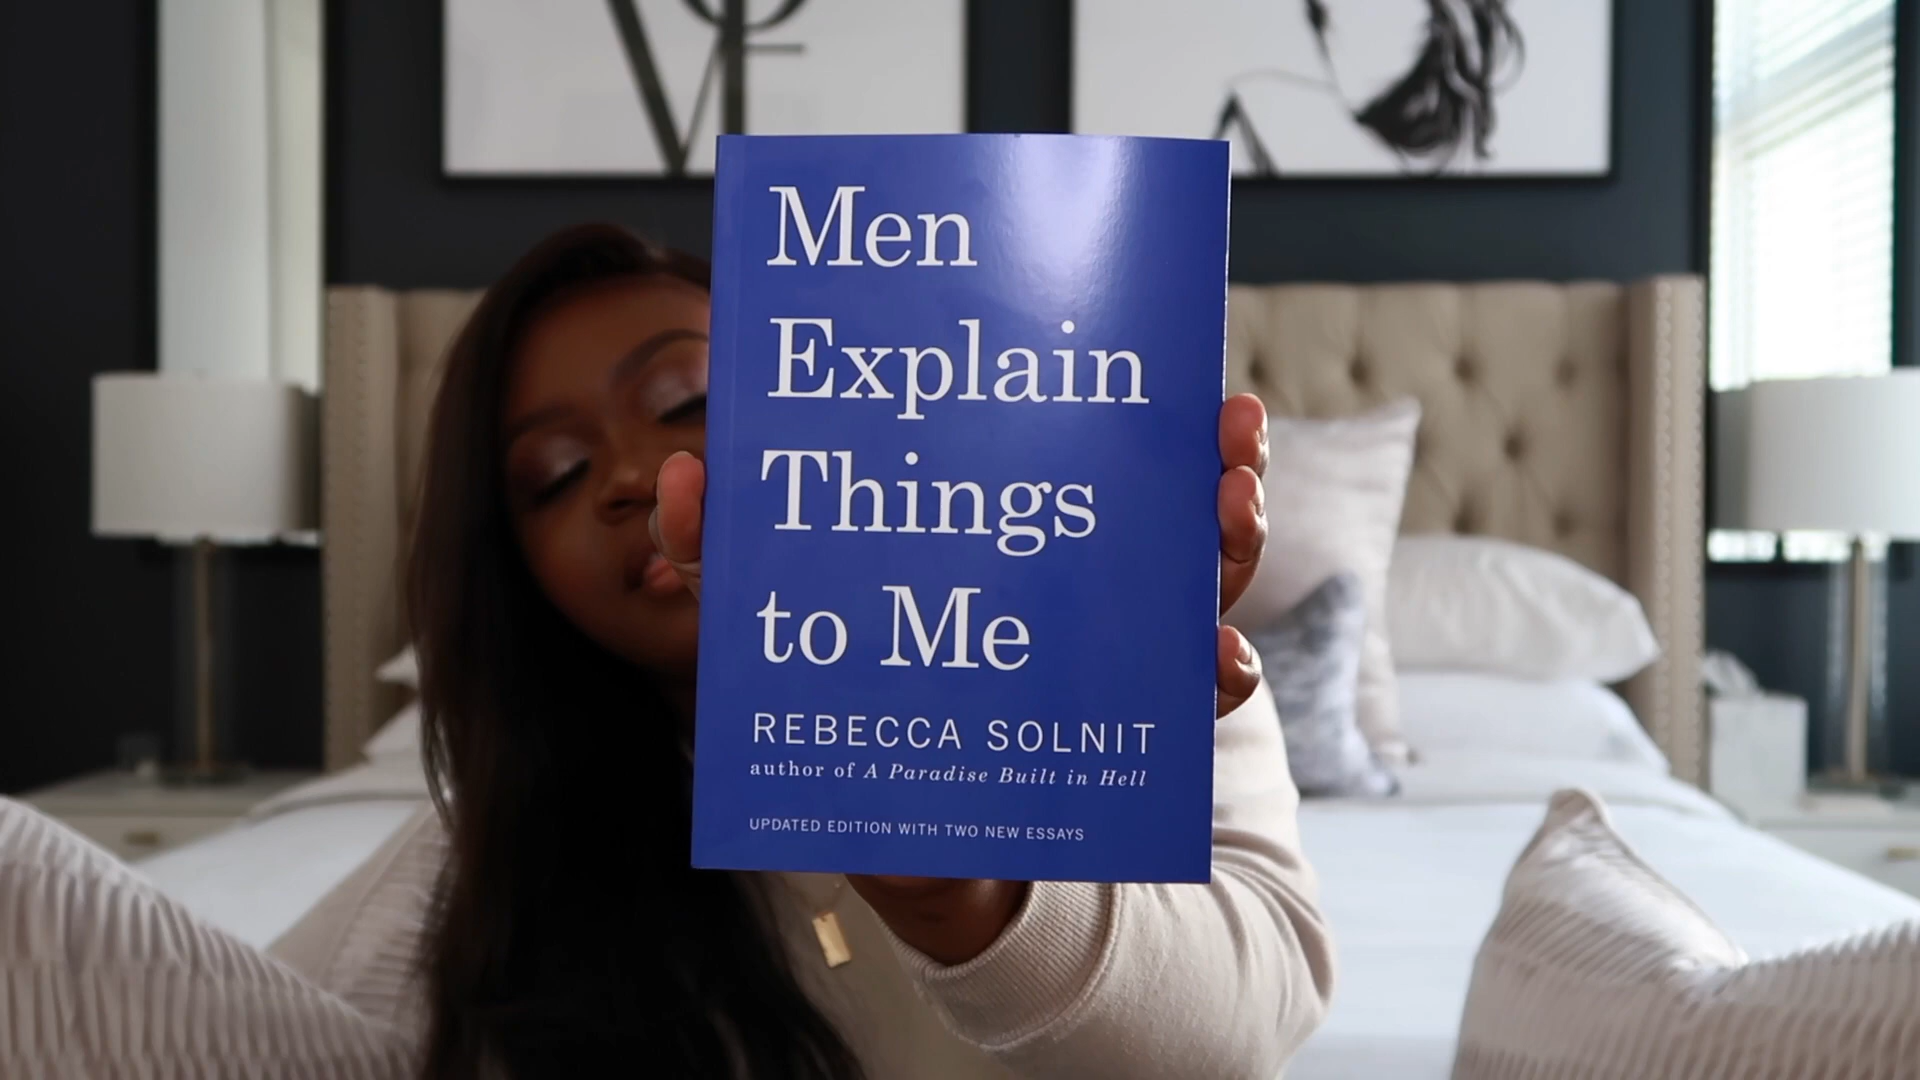 Men
Explain
Things
to Me
REBECCA SOLNIT
author of A Paradise Built in Hell
UPDATED EDITION WITH TWO NEW ESSAYS